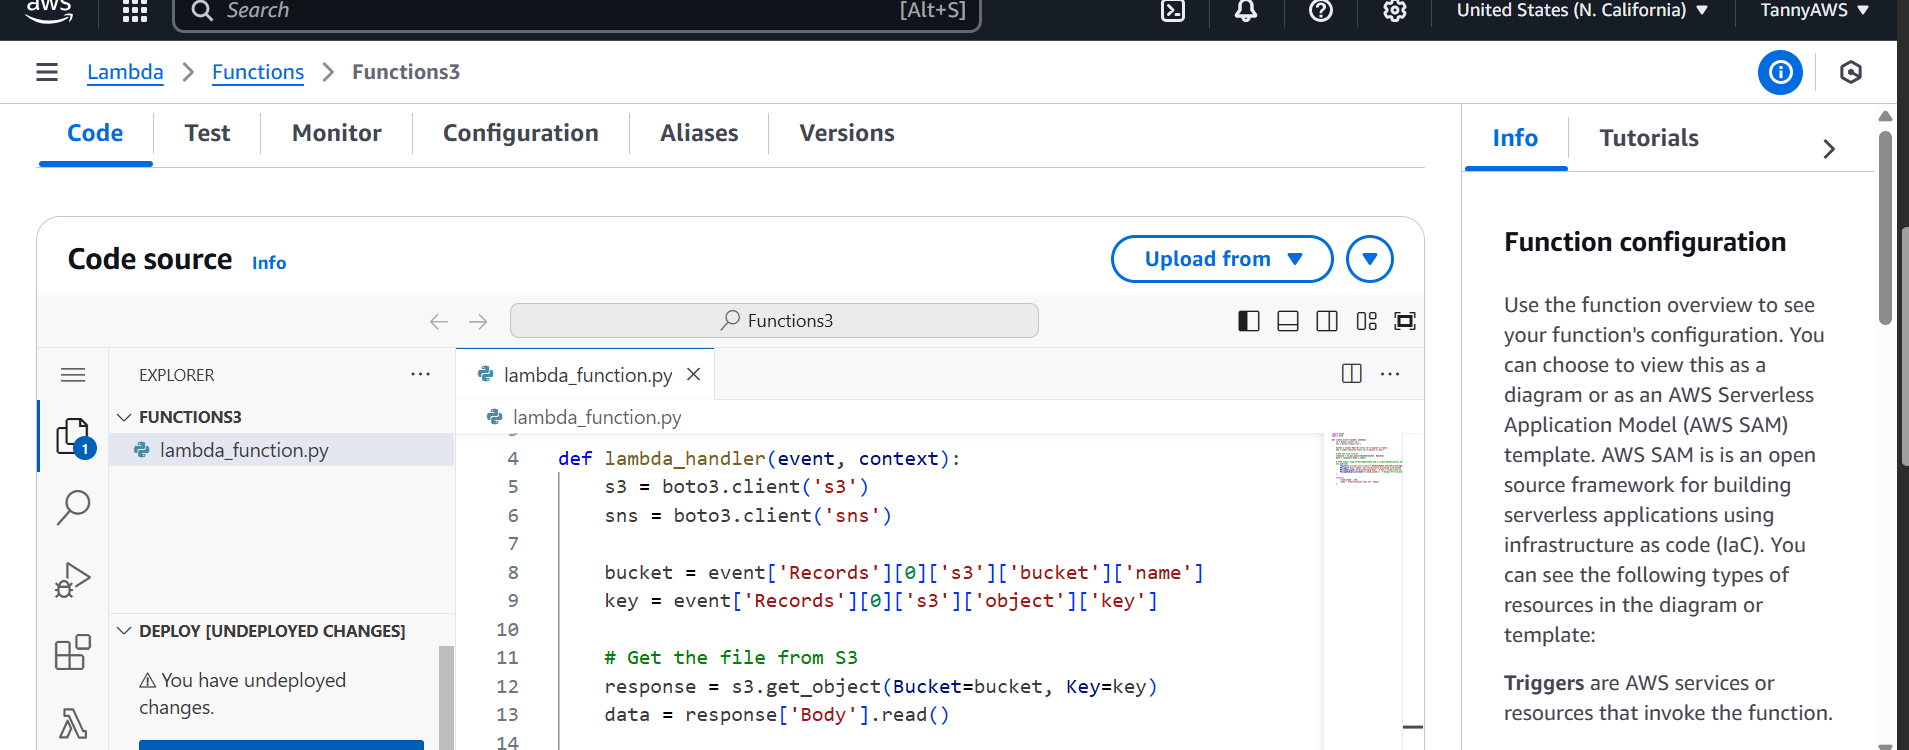 aws
Search
[Alt+S]
United States (N. California)
TannyAWS
Lambda
Functions
Functions3
Code
Test
Monitor
Configuration
Aliases
Versions
Info
Tutorials
Code source
Info
Upload from
Functions3
EXPLORER
FUNCTIONS3
lambda_function.py
1
DEPLOY [UNDEPLOYED CHANGES]
You have undeployed
changes.
lambda_function.py
lambda_function.py
4 def lambda_handler(event, context):
5 s3 = boto3.client('s3')
6 sns = boto3.client('sns')
7
8 bucket = event['Records'][0]['s3']['bucket']['name']
9 key = event['Records'][0]['s3']['object']['key']
10
11 # Get the file from S3
12 response = s3.get_object(Bucket=bucket, Key=key)
13 data = response['Body'].read()
14
Function configuration
Use the function overview to see
your function's configuration. You
can choose to view this as a
diagram or as an AWS Serverless
Application Model (AWS SAM)
template. AWS SAM is is an open
source framework for building
serverless applications using
infrastructure as code (IaC). You
can see the following types of
resources in the diagram or
template:
Triggers are AWS services or
resources that invoke the function.